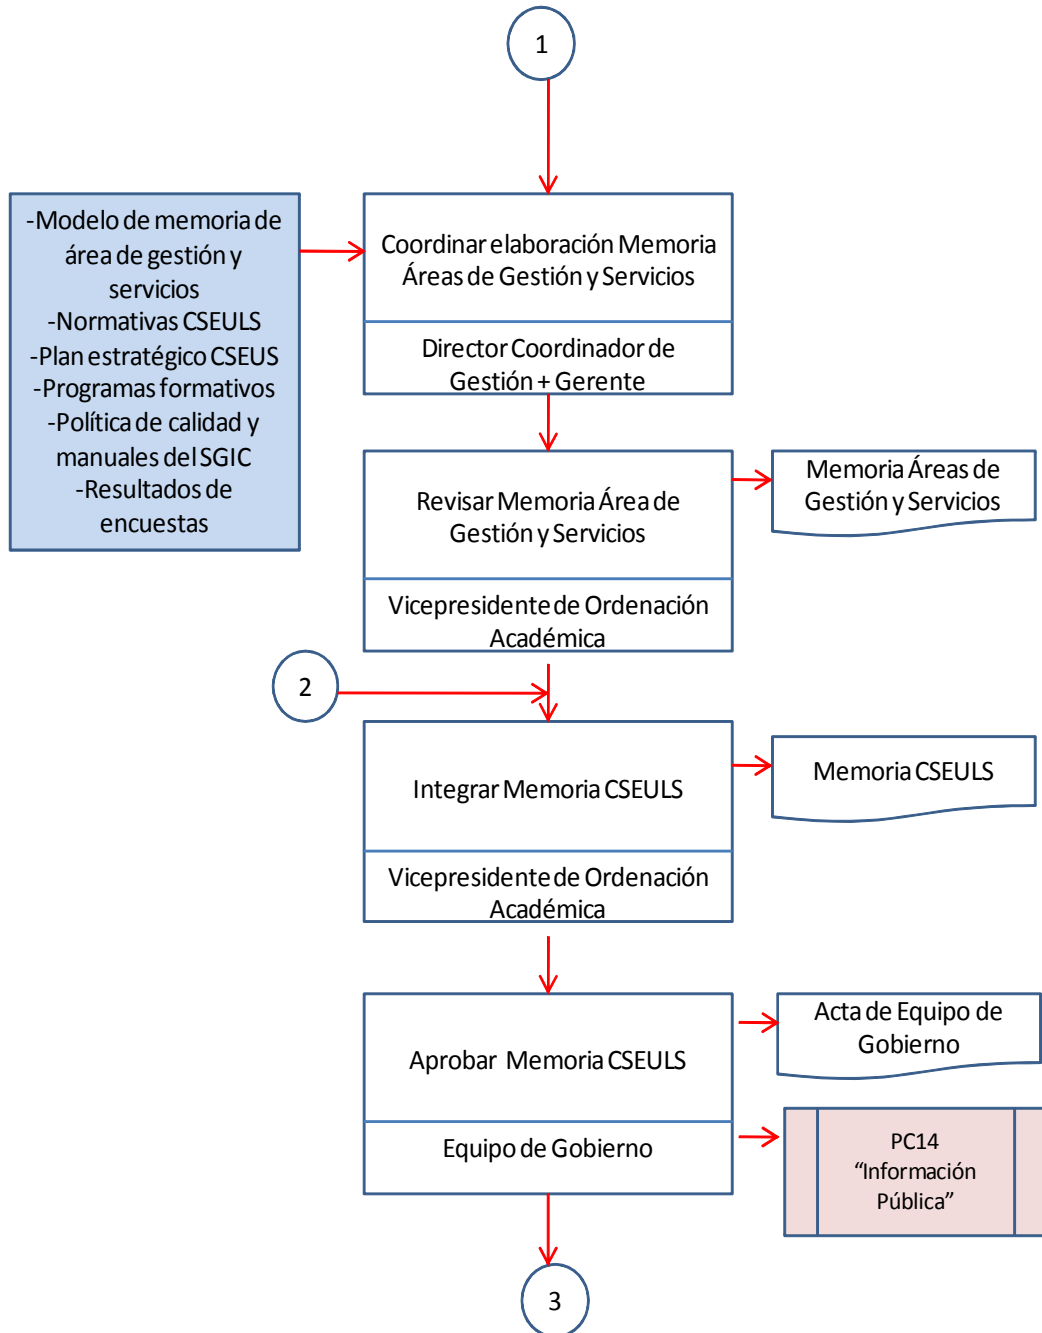 1
-Modelo de memoria de
área de gestión y
servicios
-Normativas CSEULS
-Plan estratégico CSEUS
-Programas formativos
-Política de calidad y
manuales del SGIC
-Resultados de
encuestas
Coordinar elaboración Memoria
Áreas de Gestión y Servicios
Director Coordinador de
Gestión + Gerente
Revisar Memoria Área de
Gestión y Servicios
Vicepresidente de Ordenación
Académica
Memoria Áreas de
Gestión y Servicios
2
Integrar Memoria CSEULS
Vicepresidente de Ordenación
Académica
Memoria CSEULS
Aprobar Memoria CSEULS
Equipo de Gobierno
Acta de Equipo de
Gobierno
PC14
“Información
Pública”
3